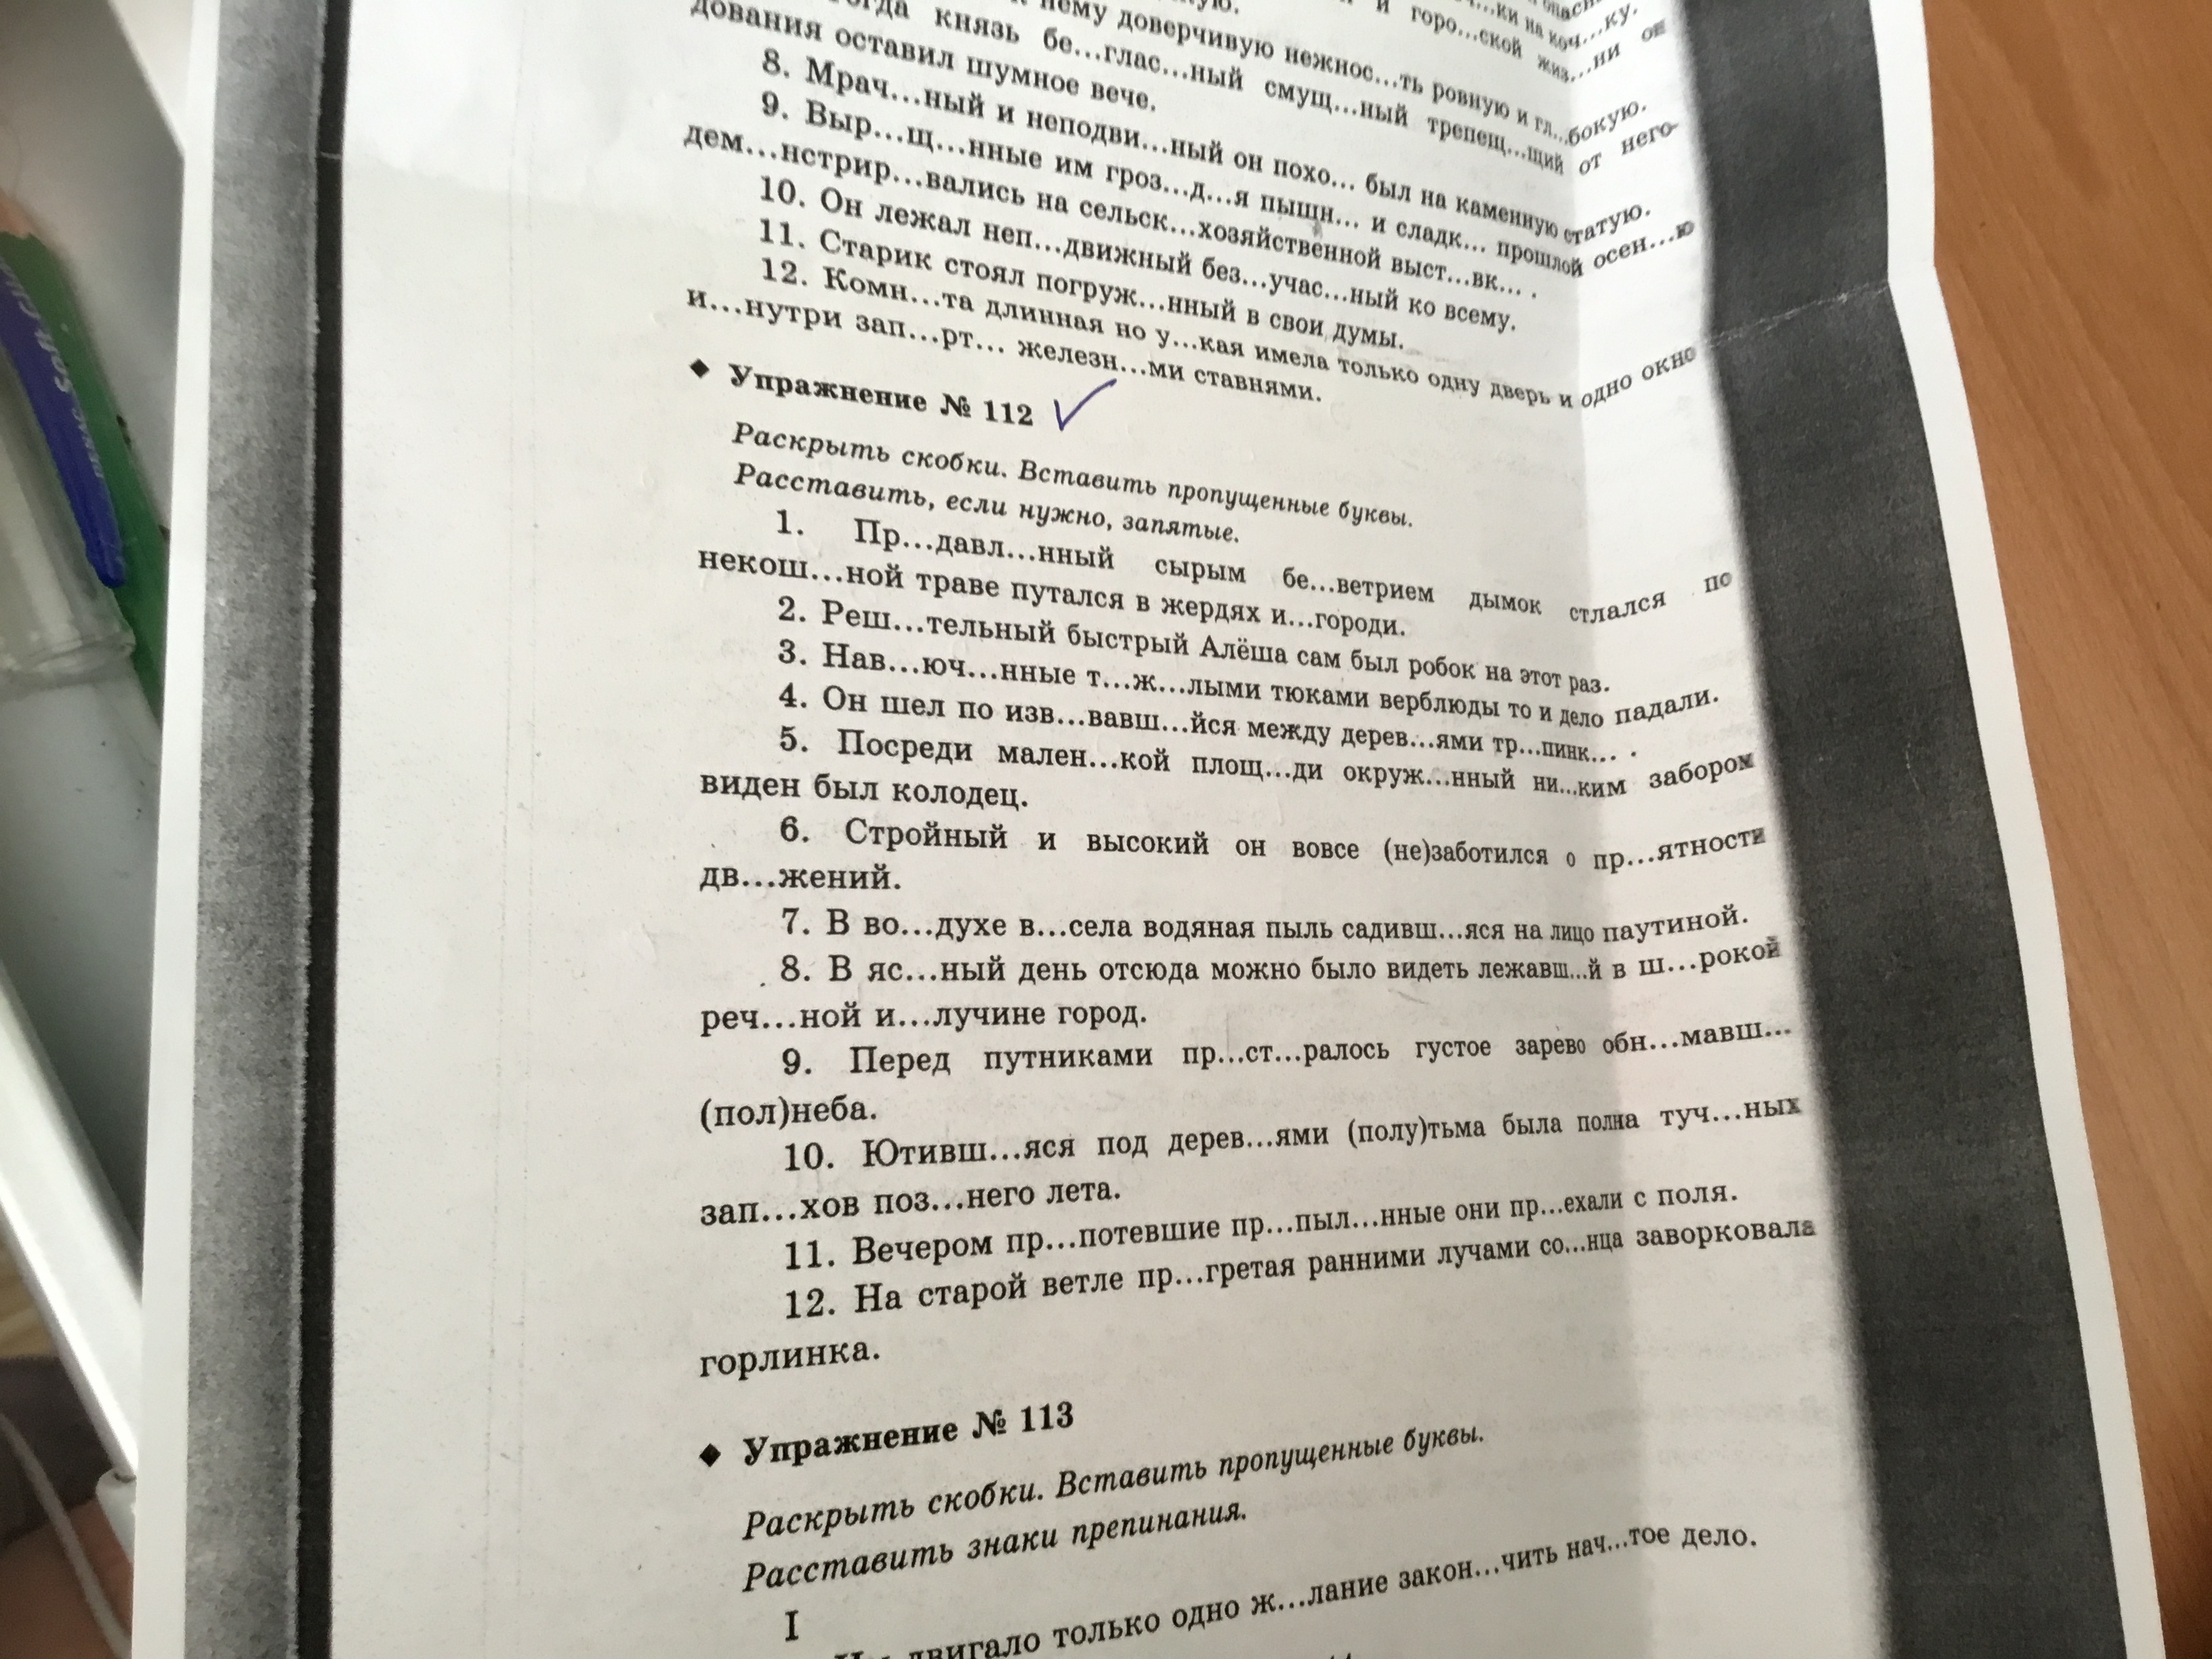 нему доверчивую нежнос...ть ровную и гл...бокую.
князь бе...глас...ный смущ...ный трепещ...щий от него-
дования оставил шумное вече.
8. Мрач...ный и неподви...ный он похо... был на каменную статую.
9. Выр...щ...нные им гроз...д...я пышн... и сладк... прошлой осен...ю
дем...нстрир...вались на сельск...хозяйственной выст...вк... .
10. Он лежал неп...движный без...учас...ный ко всему.
11. Старик стоял погруж...нный в свои думы.
12. Комн...та длинная но у...кая имела только одну дверь и одно окно
и...нутри зап...рт... железн...ми ставнями.
◆ Упражнение № 112 ✓
Раскрыть скобки. Вставить пропущенные буквы.
Расставить, если нужно, запятые.
1. Пр...давл...нный сырым бе...ветрием дымок стлался по
некош...ной траве путался в жердях и...городи.
2. Реш...тельный быстрый Алёша сам был робок на этот раз.
3. Нав...юч...нные т...ж...лыми тюками верблюды то и дело падали.
4. Он шел по изв...вавш...йся между дерев...ями тр...пинк... .
5. Посреди мален...кой площ...ди окруж...нный ни...ким забором
виден был колодец.
6. Стройный и высокий он вовсе (не)заботился о пр...ятности
дв...жений.
7. В во...духе в...села водяная пыль садивш...яся на лицо паутиной.
8. В яс...ный день отсюда можно было видеть лежавш...й в ш...рокой
реч...ной и...лучине город.
9. Перед путниками пр...ст...ралось густое зарево обн...мавш...
(пол)неба.
10. Ютивш...яся под дерев...ями (полу)тьма была полна туч...ных
зап...хов поз...него лета.
11. Вечером пр...потевшие пр...пыл...нные они пр...ехали с поля.
12. На старой ветле пр...гретая ранними лучами со...нца заворковала
горлинка.
◆ Упражнение № 113
Раскрыть скобки. Вставить пропущенные буквы.
Расставить знаки препинания.
I
двигало только одно ж...лание закон...чить нач...тое дело.